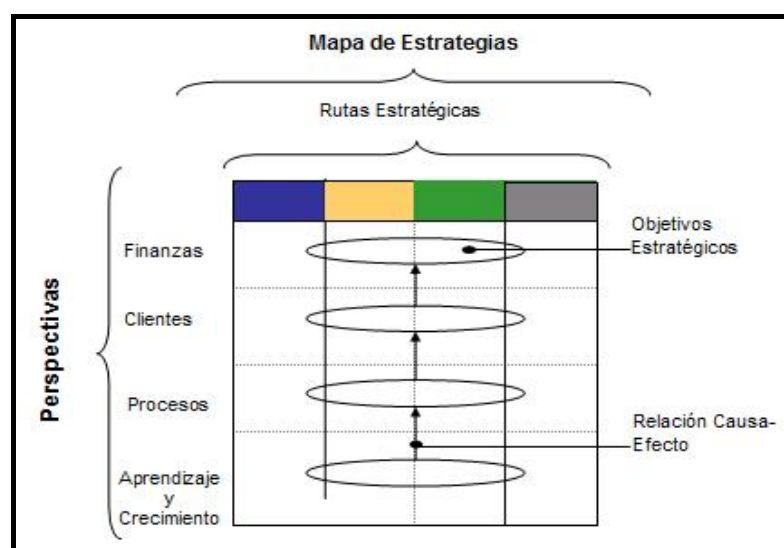 Mapa de Estrategias
Rutas Estratégicas
Perspectivas
Finanzas
Clientes
Procesos
Aprendizaje
y
Crecimiento
Objetivos
Estratégicos
Relación Causa-
Efecto